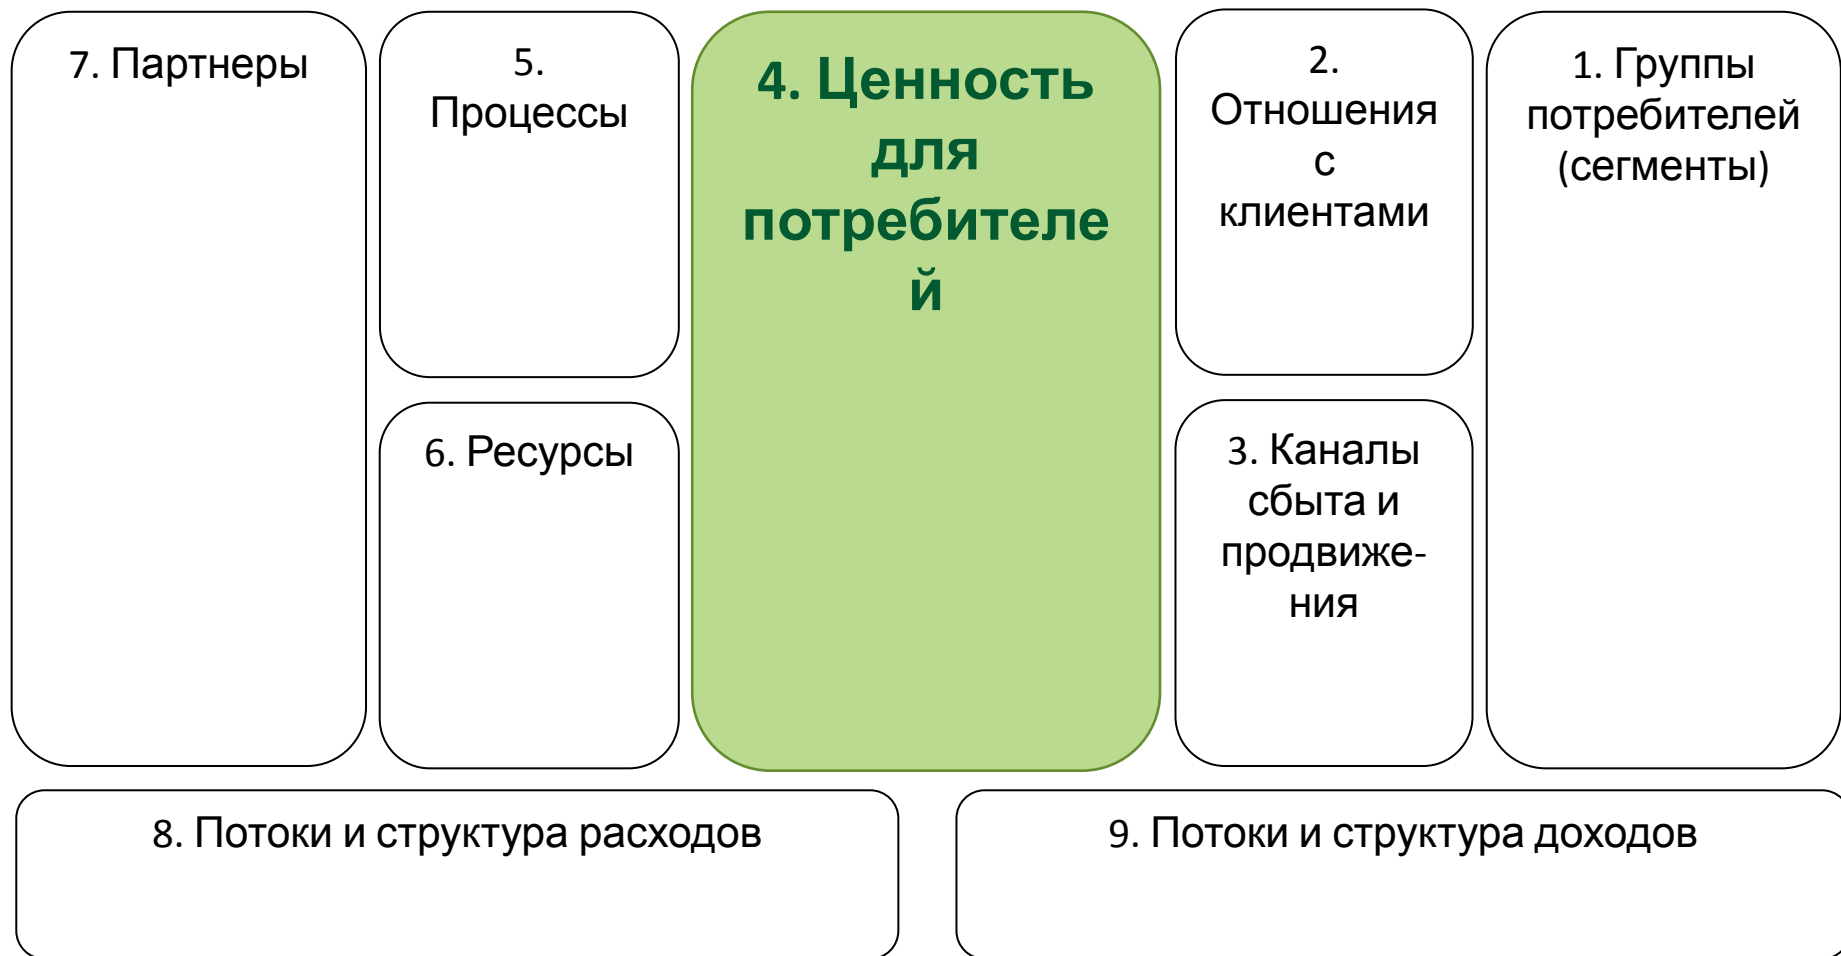 7. Партнеры
5.
Процессы
4. Ценность
для
потребителе
й
2.
Отношения
с
клиентами
1. Группы
потребителей
(сегменты)
6. Ресурсы
3. Каналы
сбыта и
продвиже-
ния
8. Потоки и структура расходов
9. Потоки и структура доходов